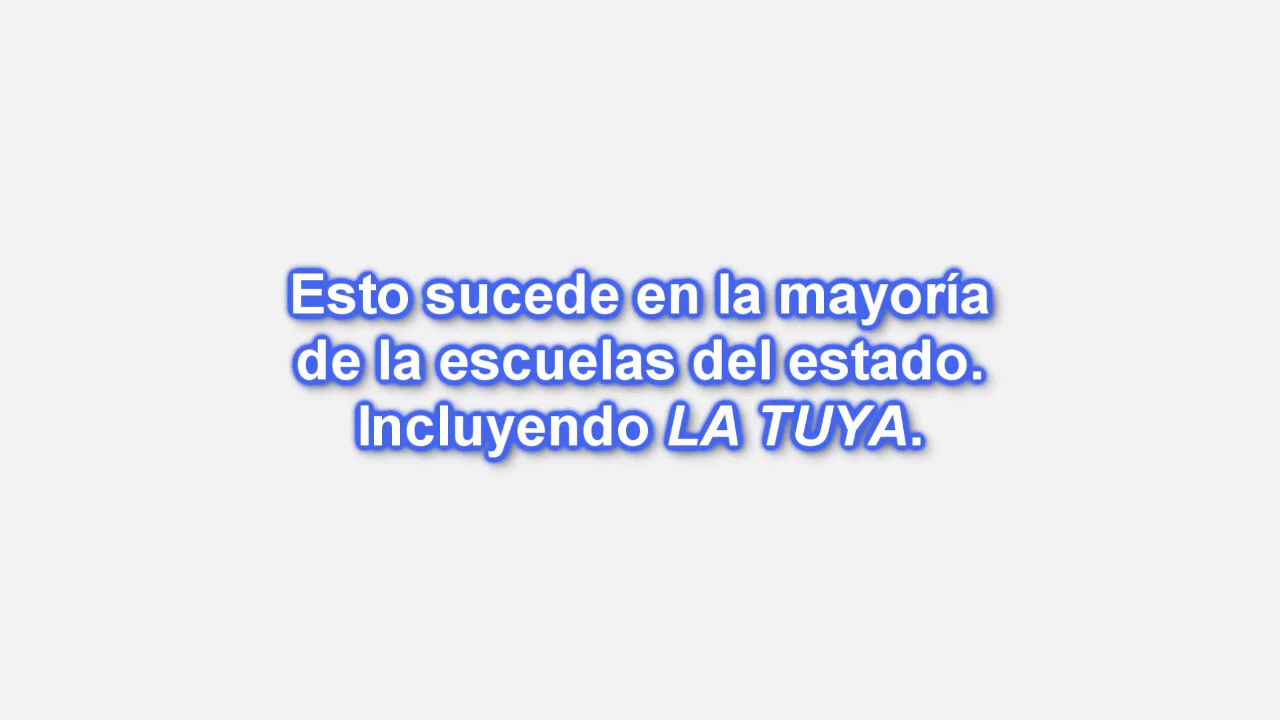 Esto sucede en la mayoría
de la escuelas del estado.
Incluyendo LA TUYA.